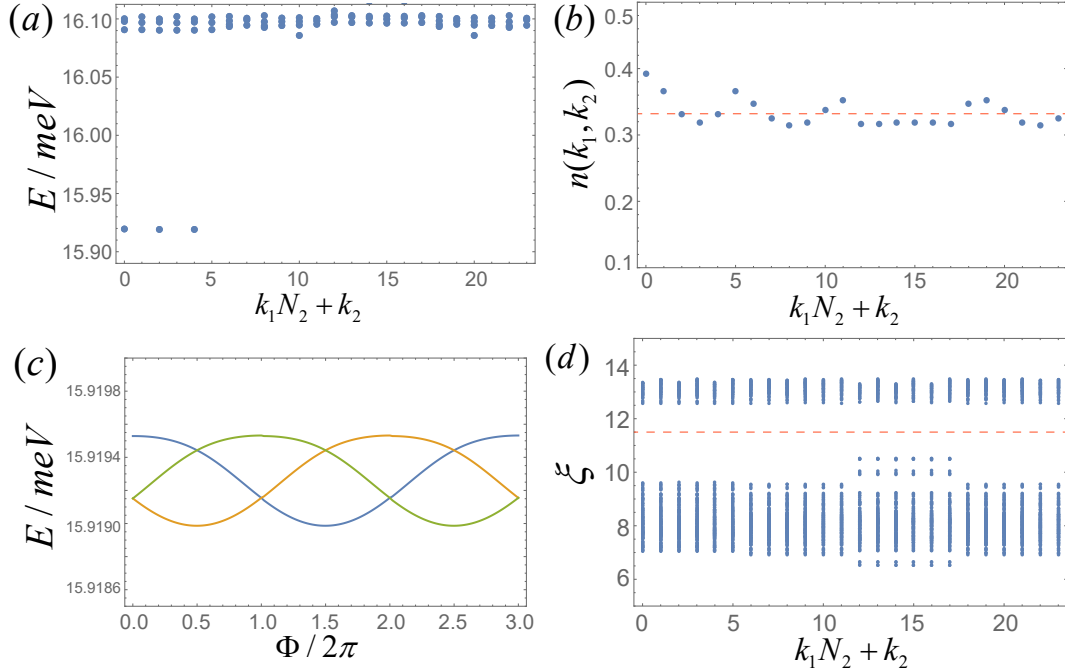 (a)
16.10
16.05
16.00
15.95
15.90
E / meV
0 5 10 15 20
k₁N₂ + k₂
(b)
0.5
0.4
0.3
0.2
0.1
n(k₁, k₂)
0 5 10 15 20
k₁N₂ + k₂
(c)
15.9198
15.9194
15.9190
15.9186
E / meV
0.0 0.5 1.0 1.5 2.0 2.5 3.0
Φ / 2π
(d)
14
12
10
8
6
ξ
0 5 10 15 20
k₁N₂ + k₂